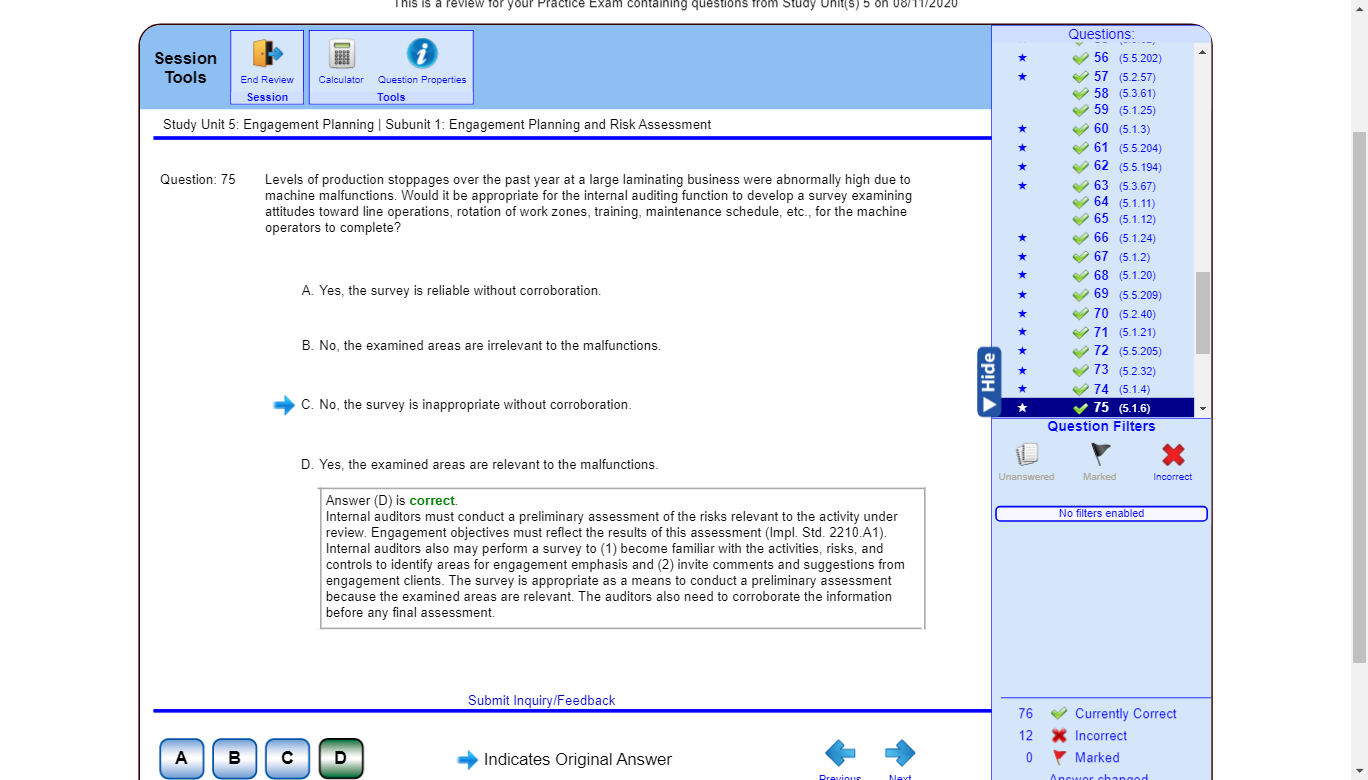 This is a review for your Practice Exam containing questions from Study Unit(s) 5 on 08/11/2020
Session Tools
End Review
Session
Calculator
Question Properties
Tools
Study Unit 5: Engagement Planning | Subunit 1: Engagement Planning and Risk Assessment
Question: 75
Levels of production stoppages over the past year at a large laminating business were abnormally high due to
machine malfunctions. Would it be appropriate for the internal auditing function to develop a survey examining
attitudes toward line operations, rotation of work zones, training, maintenance schedule, etc., for the machine
operators to complete?
A. Yes, the survey is reliable without corroboration.
B. No, the examined areas are irrelevant to the malfunctions.
C. No, the survey is inappropriate without corroboration.
D. Yes, the examined areas are relevant to the malfunctions.
Answer (D) is correct.
Internal auditors must conduct a preliminary assessment of the risks relevant to the activity under
review. Engagement objectives must reflect the results of this assessment (Impl. Std. 2210.A1).
Internal auditors also may perform a survey to (1) become familiar with the activities, risks, and
controls to identify areas for engagement emphasis and (2) invite comments and suggestions from
engagement clients. The survey is appropriate as a means to conduct a preliminary assessment
because the examined areas are relevant. The auditors also need to corroborate the information
before any final assessment.
Submit Inquiry/Feedback
A B C D
Indicates Original Answer
Previous
Next
Hide
Questions:
56 (5.5.202)
57 (5.2.57)
58 (5.3.61)
59 (5.1.25)
60 (5.1.3)
61 (5.5.204)
62 (5.5.194)
63 (5.3.67)
64 (5.1.11)
65 (5.1.12)
66 (5.1.24)
67 (5.1.2)
68 (5.1.20)
69 (5.5.209)
70 (5.2.40)
71 (5.1.21)
72 (5.5.205)
73 (5.2.32)
74 (5.1.4)
75 (5.1.6)
Question Filters
Unanswered
Marked
Incorrect
No filters enabled
76 Currently Correct
12 Incorrect
0 Marked
Answer changed